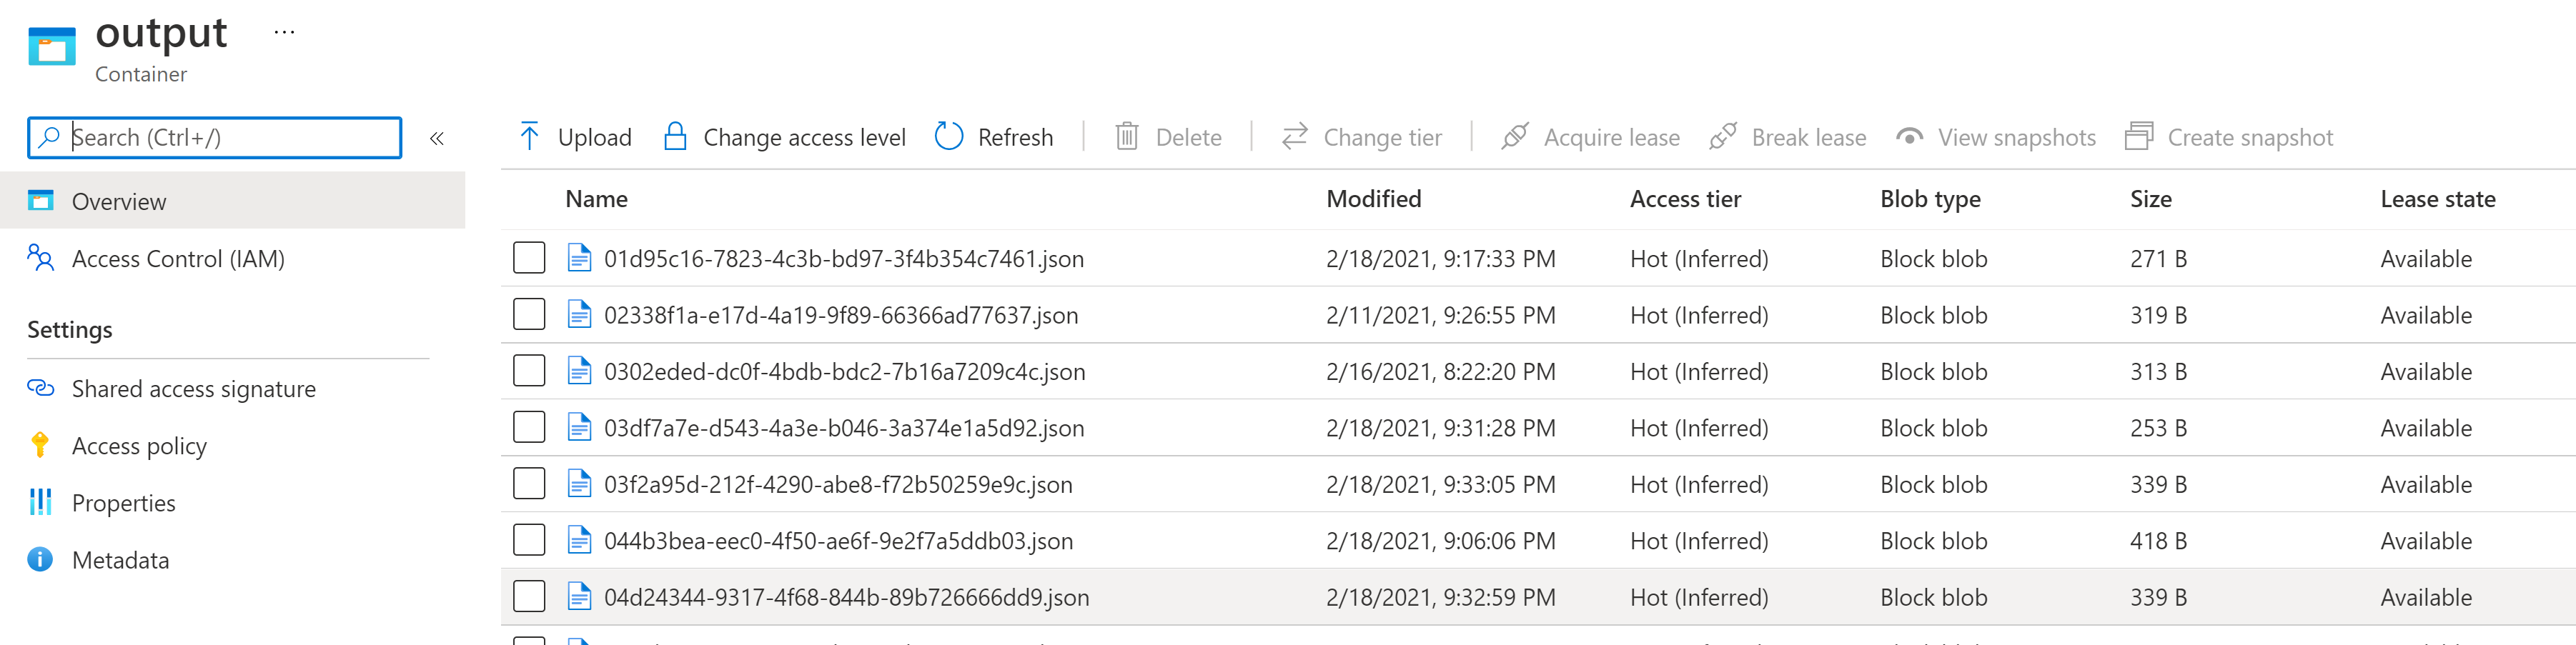 output ...
Container
Search (Ctrl+/) «
Overview
Access Control (IAM)
Settings
Shared access signature
Access policy
Properties
Metadata
Upload Change access level Refresh Delete Change tier Acquire lease Break lease View snapshots Create snapshot
Name Modified Access tier Blob type Size Lease state
01d95c16-7823-4c3b-bd97-3f4b354c7461.json 2/18/2021, 9:17:33 PM Hot (Inferred) Block blob 271 B Available
02338f1a-e17d-4a19-9f89-66366ad77637.json 2/11/2021, 9:26:55 PM Hot (Inferred) Block blob 319 B Available
0302eded-dc0f-4bdb-bdc2-7b16a7209c4c.json 2/16/2021, 8:22:20 PM Hot (Inferred) Block blob 313 B Available
03df7a7e-d543-4a3e-b046-3a374e1a5d92.json 2/18/2021, 9:31:28 PM Hot (Inferred) Block blob 253 B Available
03f2a95d-212f-4290-abe8-f72b50259e9c.json 2/18/2021, 9:33:05 PM Hot (Inferred) Block blob 339 B Available
044b3bea-eec0-4f50-ae6f-9e2f7a5ddb03.json 2/18/2021, 9:06:06 PM Hot (Inferred) Block blob 418 B Available
04d24344-9317-4f68-844b-89b726666dd9.json 2/18/2021, 9:32:59 PM Hot (Inferred) Block blob 339 B Available